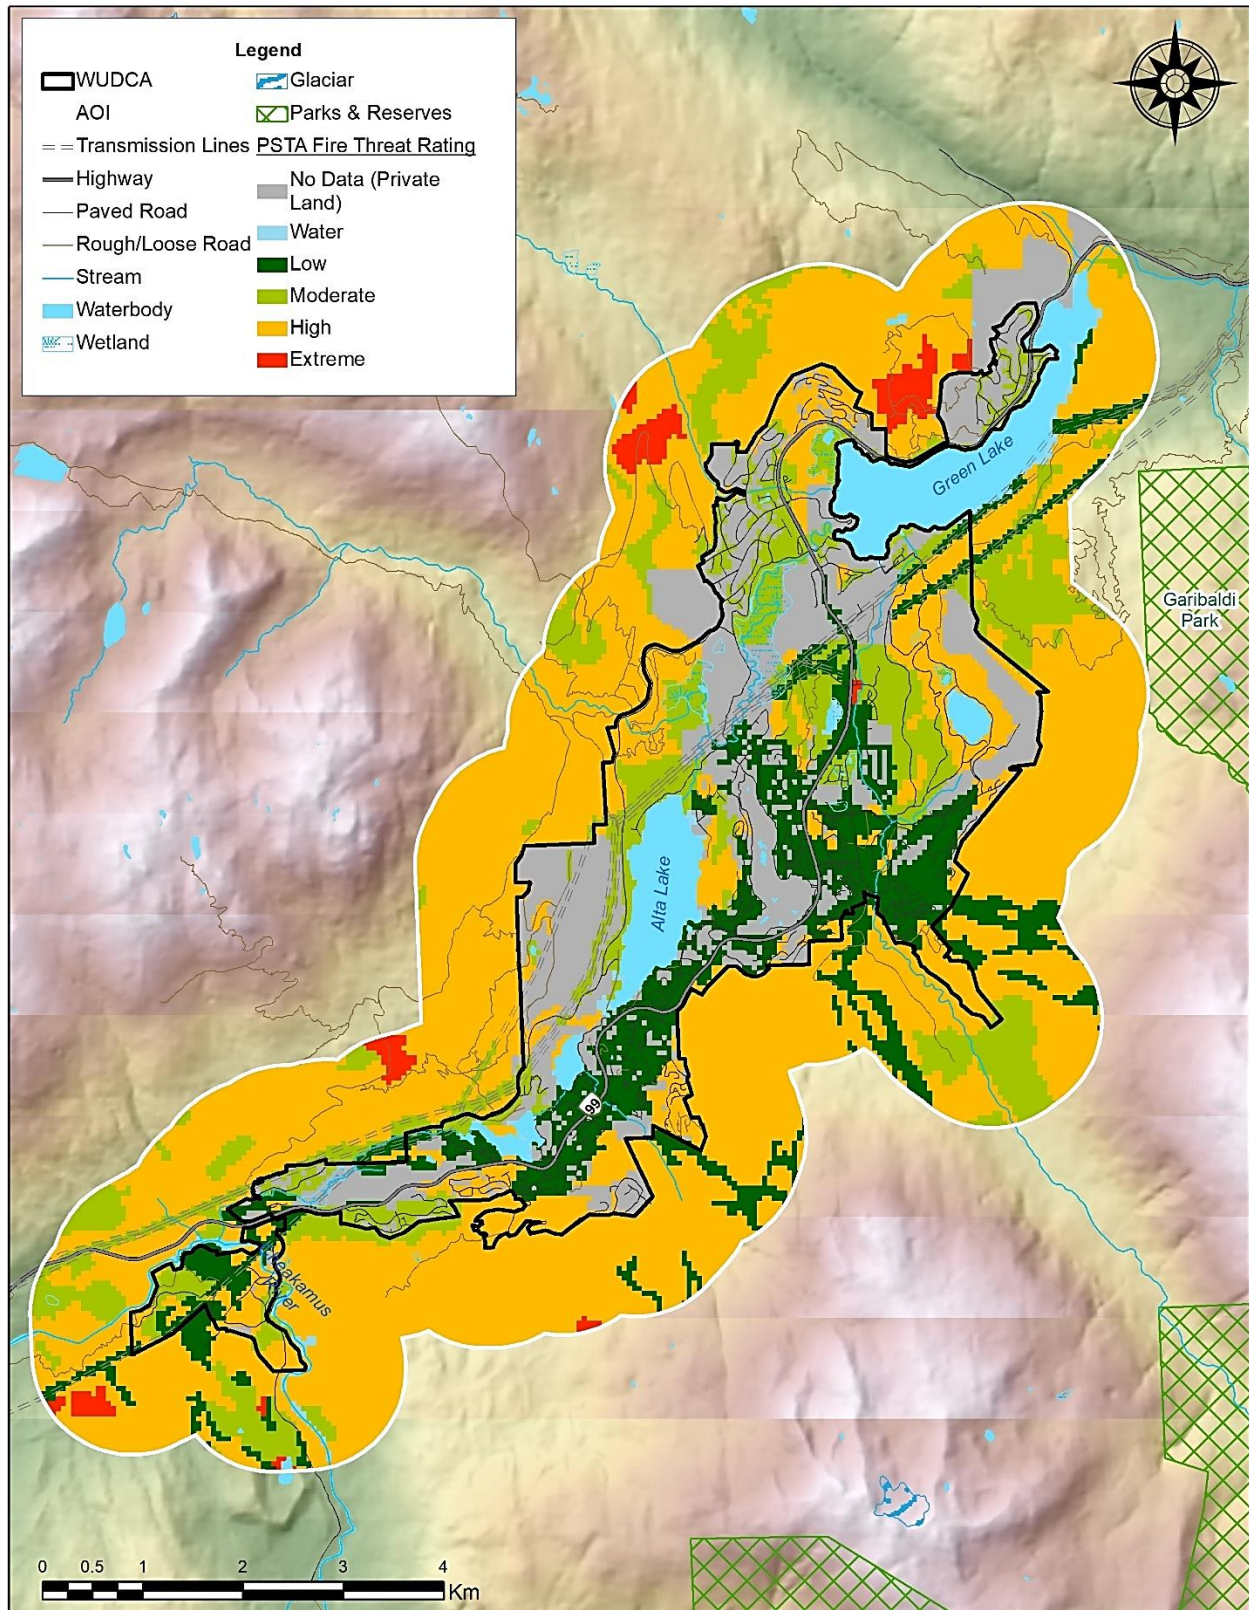 Legend
WUDCA
AOI
Transmission Lines
Highway
Paved Road
Rough/Loose Road
Stream
Waterbody
Wetland
Glaciar
Parks & Reserves
PSTA Fire Threat Rating
No Data (Private
Land)
Water
Low
Moderate
High
Extreme
Green Lake
Garibaldi
Park
Alta Lake
99
0 0.5 1 2 3 4
Km